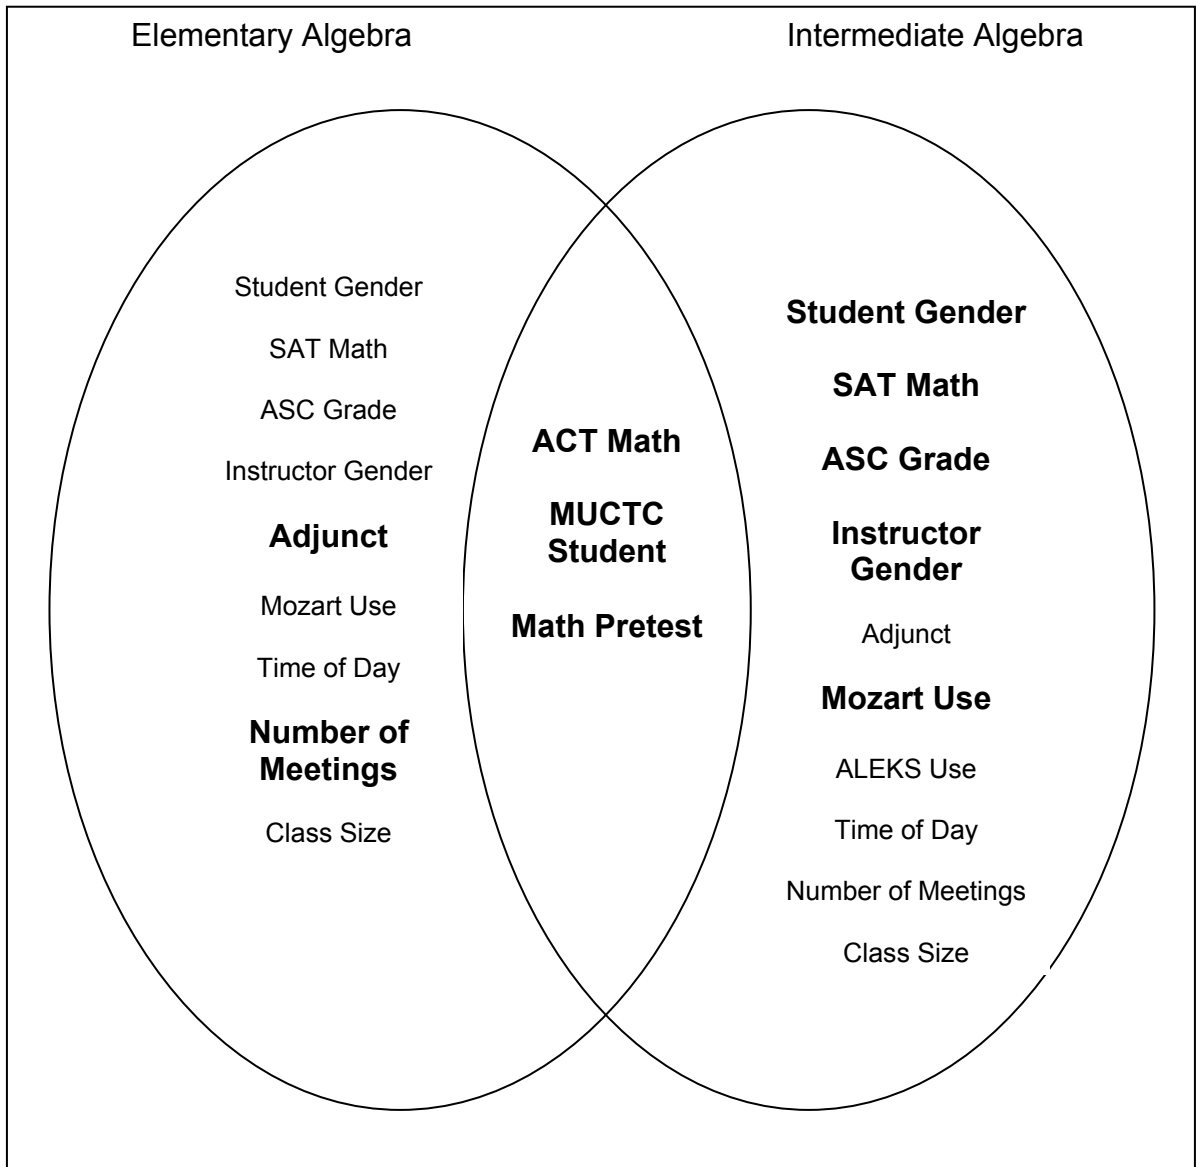 Elementary Algebra
Intermediate Algebra
Student Gender
SAT Math
ASC Grade
Instructor Gender
Adjunct
Mozart Use
Time of Day
Number of
Meetings
Class Size
ACT Math
MUCTC
Student
Math Pretest
Student Gender
SAT Math
ASC Grade
Instructor
Gender
Adjunct
Mozart Use
ALEKS Use
Time of Day
Number of Meetings
Class Size